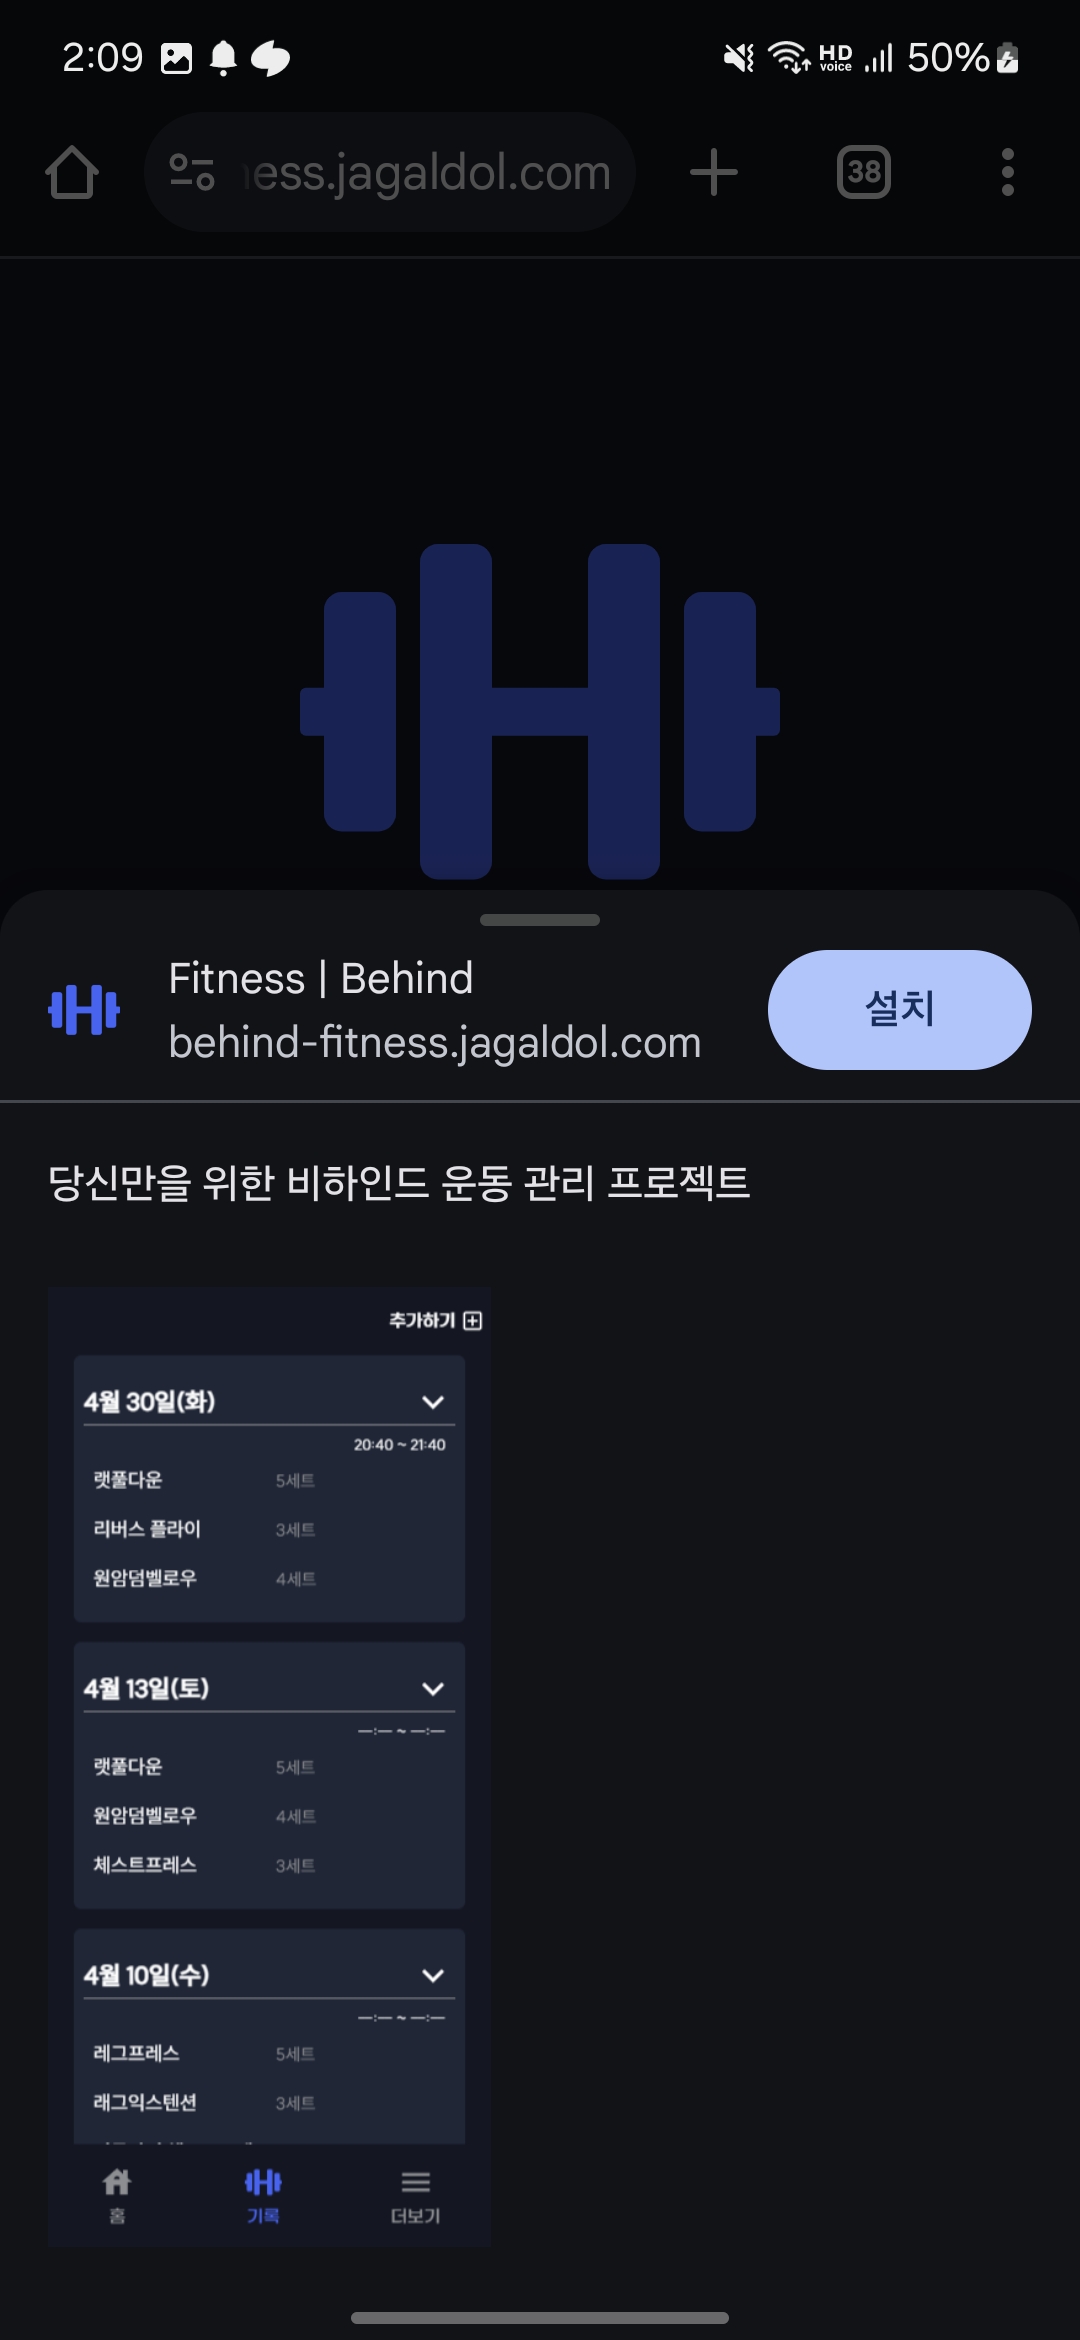 2:09
HD voice
50%
ness.jagaldol.com
38
Fitness | Behind
behind-fitness.jagaldol.com
설치
당신만을 위한 비하인드 운동 관리 프로젝트
추가하기
4월 30일(화)
20:40 ~ 21:40
랫풀다운 5세트
리버스 플라이 3세트
원암덤벨로우 4세트
4월 13일(토)
—:— ~ —:—
랫풀다운 5세트
원암덤벨로우 4세트
체스트프레스 3세트
4월 10일(수)
—:— ~ —:—
레그프레스 5세트
래그익스텐션 3세트
홈 기록 더보기